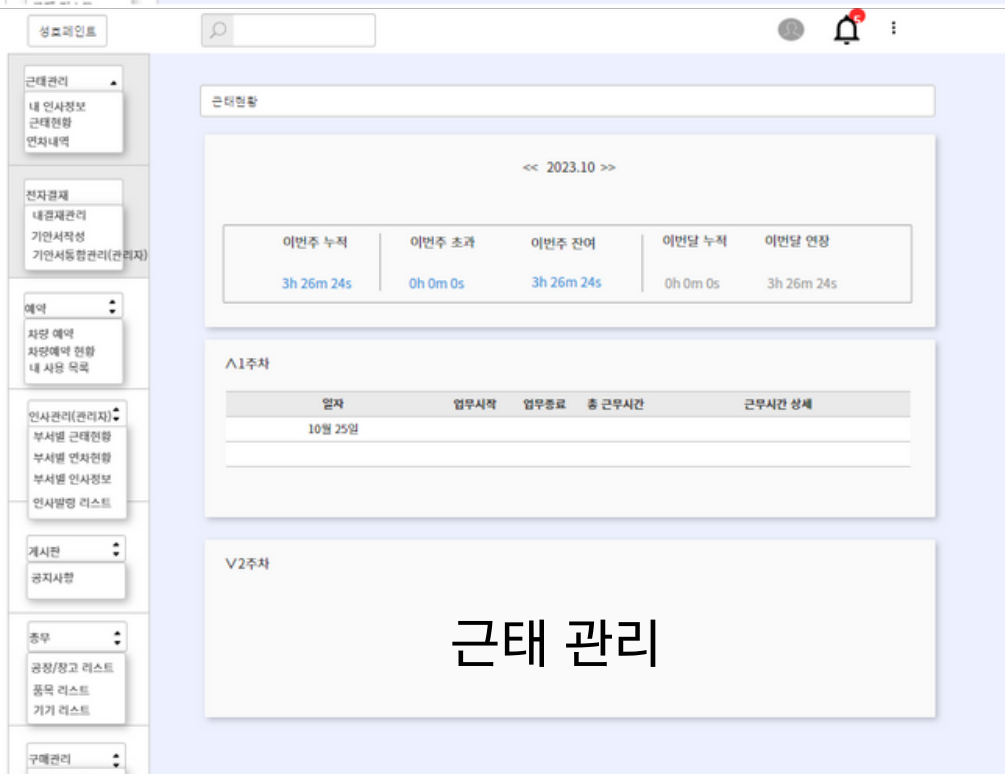 성호페인트
5
근태관리
내 인사정보
근태현황
연차내역
전자결재
내결재관리
기안서작성
기안서통합관리(관리자)
예약
차량 예약
차량예약 현황
내 사용 목록
인사관리(관리자)
부서별 근태현황
부서별 연차현황
부서별 인사정보
인사발령 리스트
게시판
공지사항
총무
공장/창고 리스트
품목 리스트
기기 리스트
구매관리
근태현황
<< 2023.10 >>
이번주 누적 이번주 초과 이번주 잔여 이번달 누적 이번달 연장
3h 26m 24s 0h 0m 0s 3h 26m 24s 0h 0m 0s 3h 26m 24s
∧1주차
일자 업무시작 업무종료 총 근무시간 근무시간 상세
10월 25일
∨2주차
근태 관리